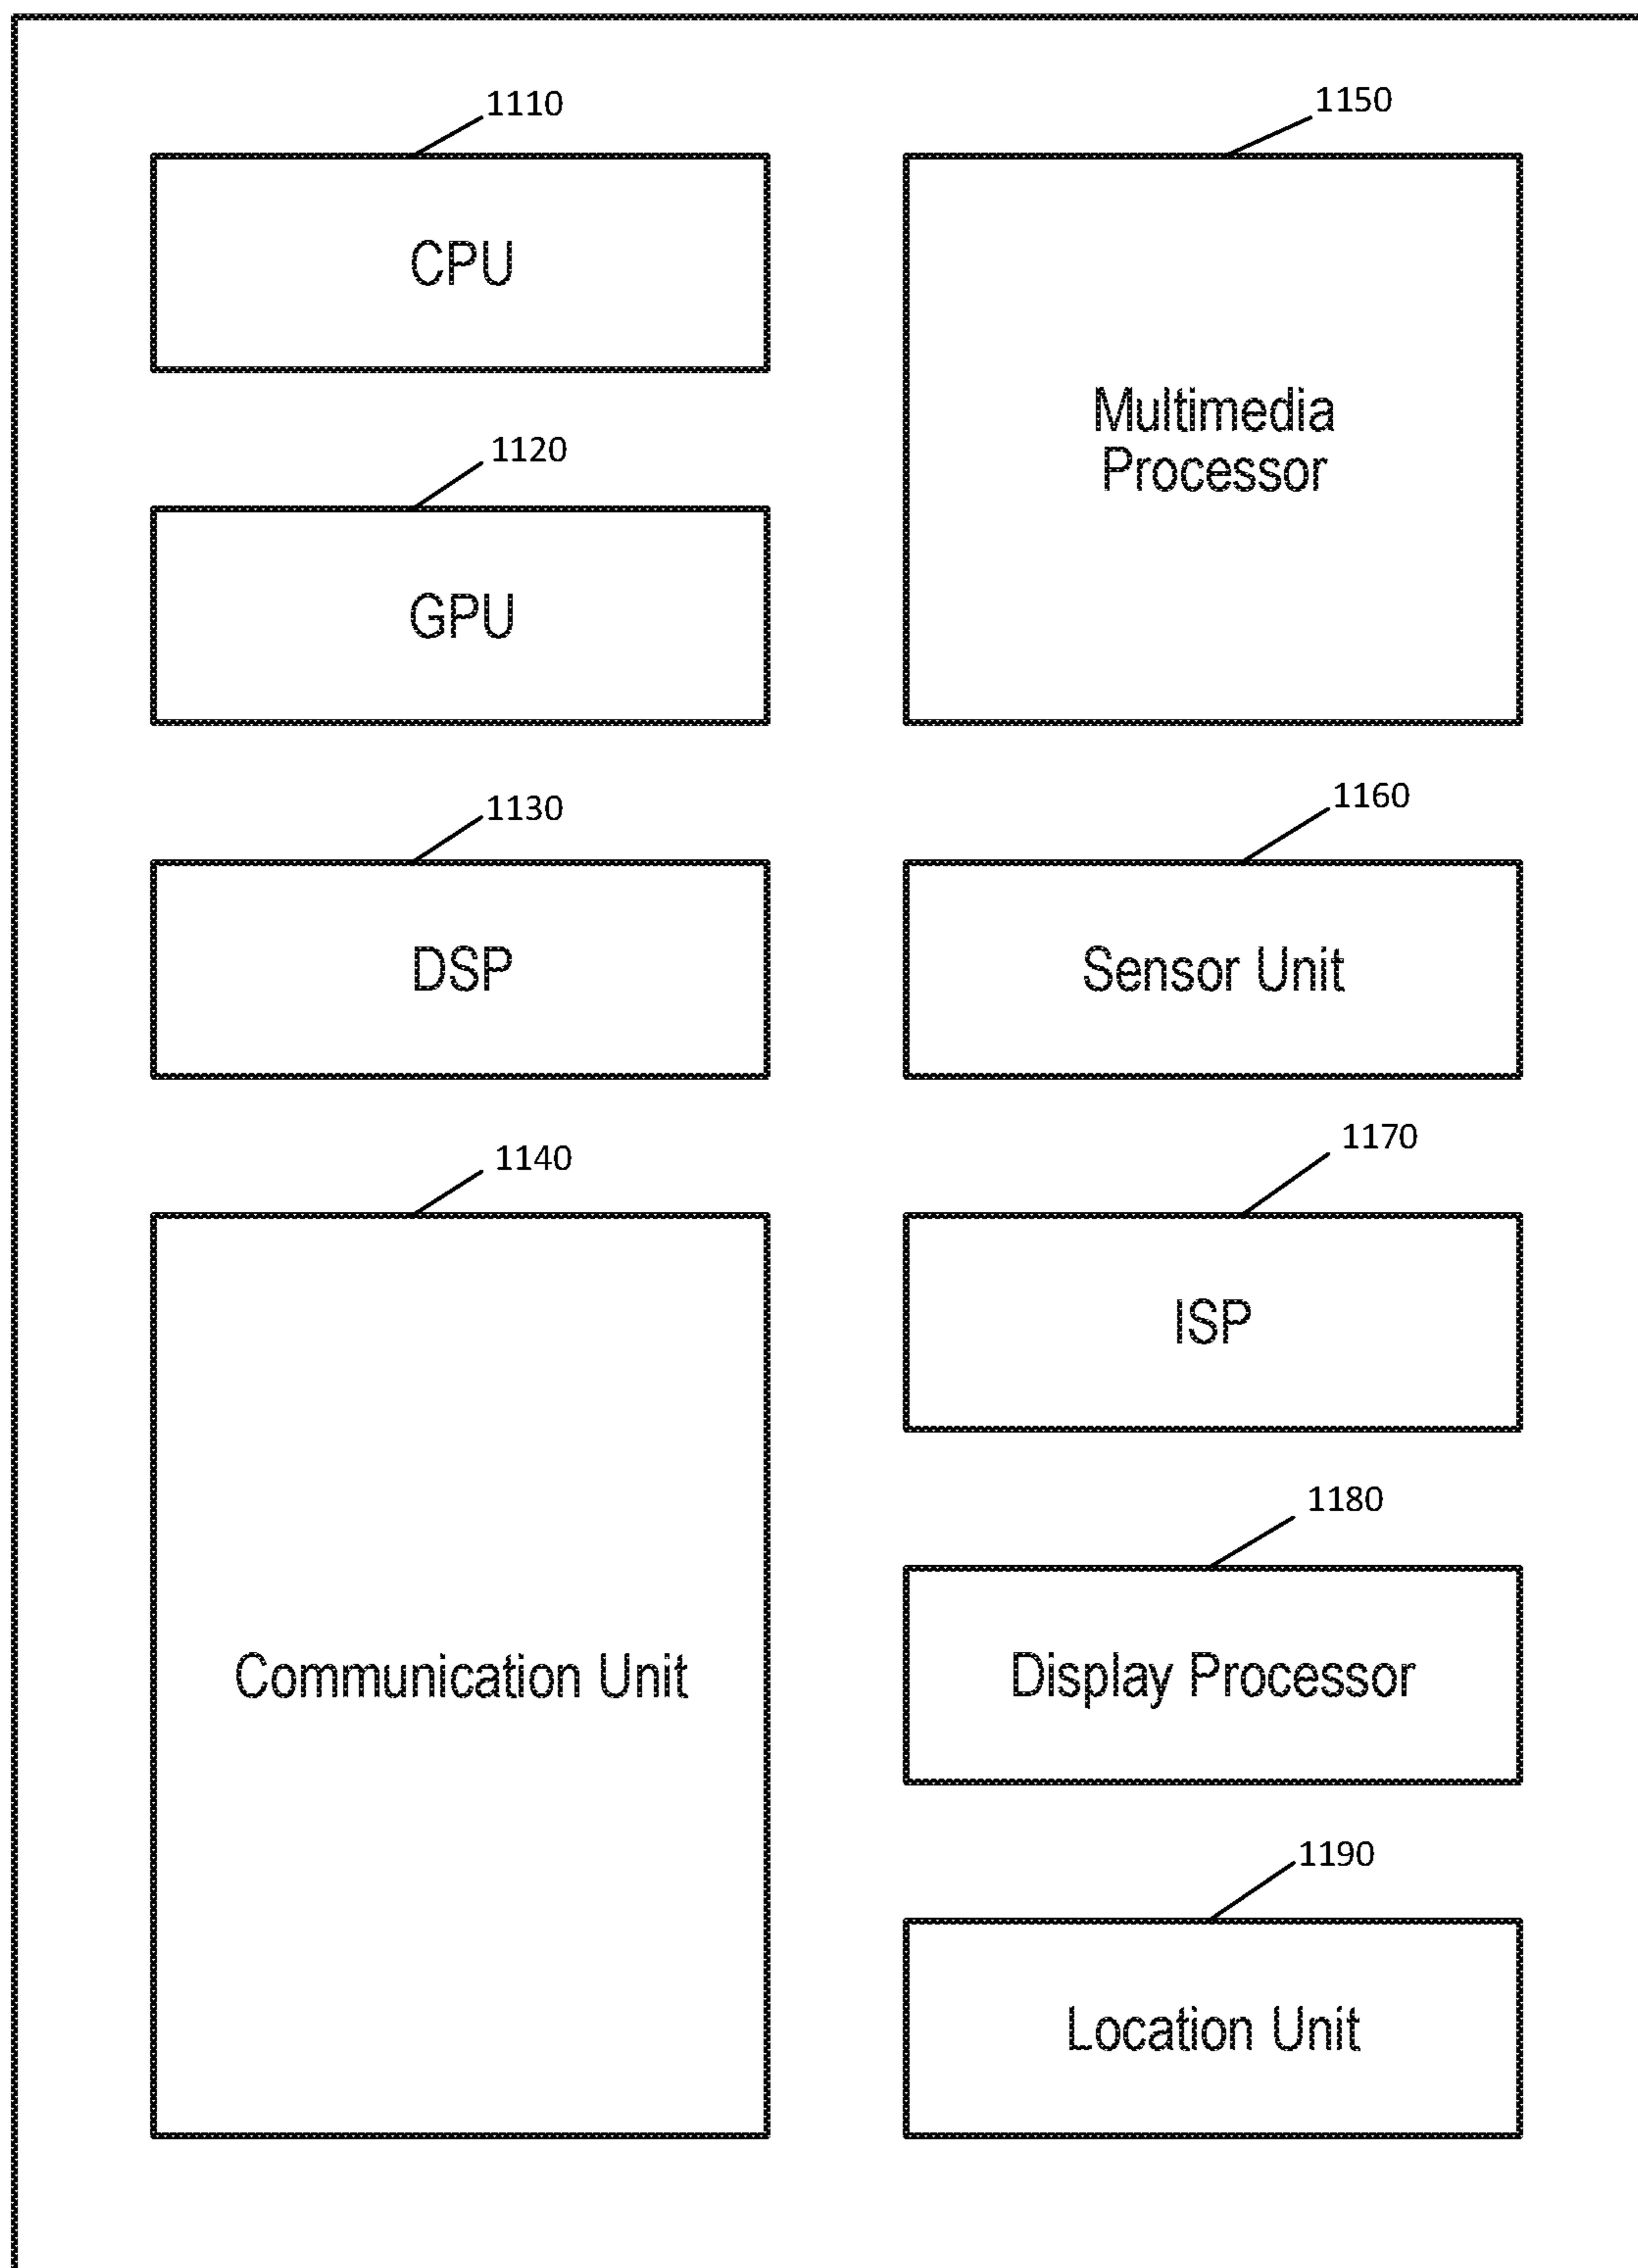 1110
CPU
1120
GPU
1130
DSP
1140
Communication Unit
1150
Multimedia
Processor
1160
Sensor Unit
1170
ISP
1180
Display Processor
1190
Location Unit